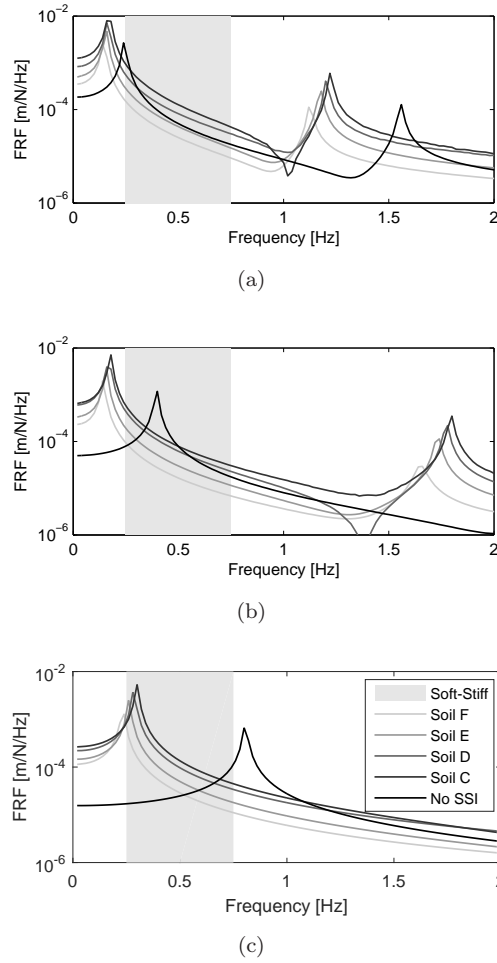 10−2
10−4
10−6
FRF [m/N/Hz]
0 0.5 1 1.5 2
Frequency [Hz]
(a)
10−2
10−4
10−6
FRF [m/N/Hz]
0 0.5 1 1.5 2
Frequency [Hz]
(b)
10-2
10-4
10-6
FRF [m/N/Hz]
Soft-Stiff
Soil F
Soil E
Soil D
Soil C
No SSI
0 0.5 1 1.5 2
Frequency [Hz]
(c)